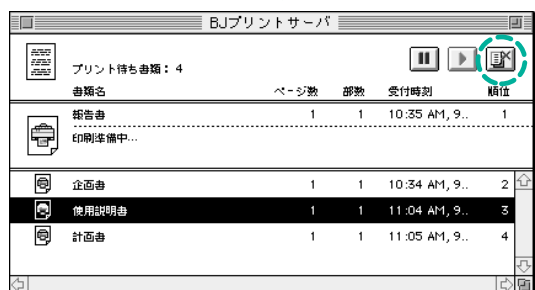 BJプリントサーバ
プリント待ち書類：4
書類名 ページ数 部数 受付時刻 順位
報告書 1 1 10:35 AM, 9.. 1
印刷準備中...
企画書 1 1 10:34 AM, 9.. 2
使用説明書 1 1 11:04 AM, 9.. 3
計画書 1 1 11:05 AM, 9.. 4